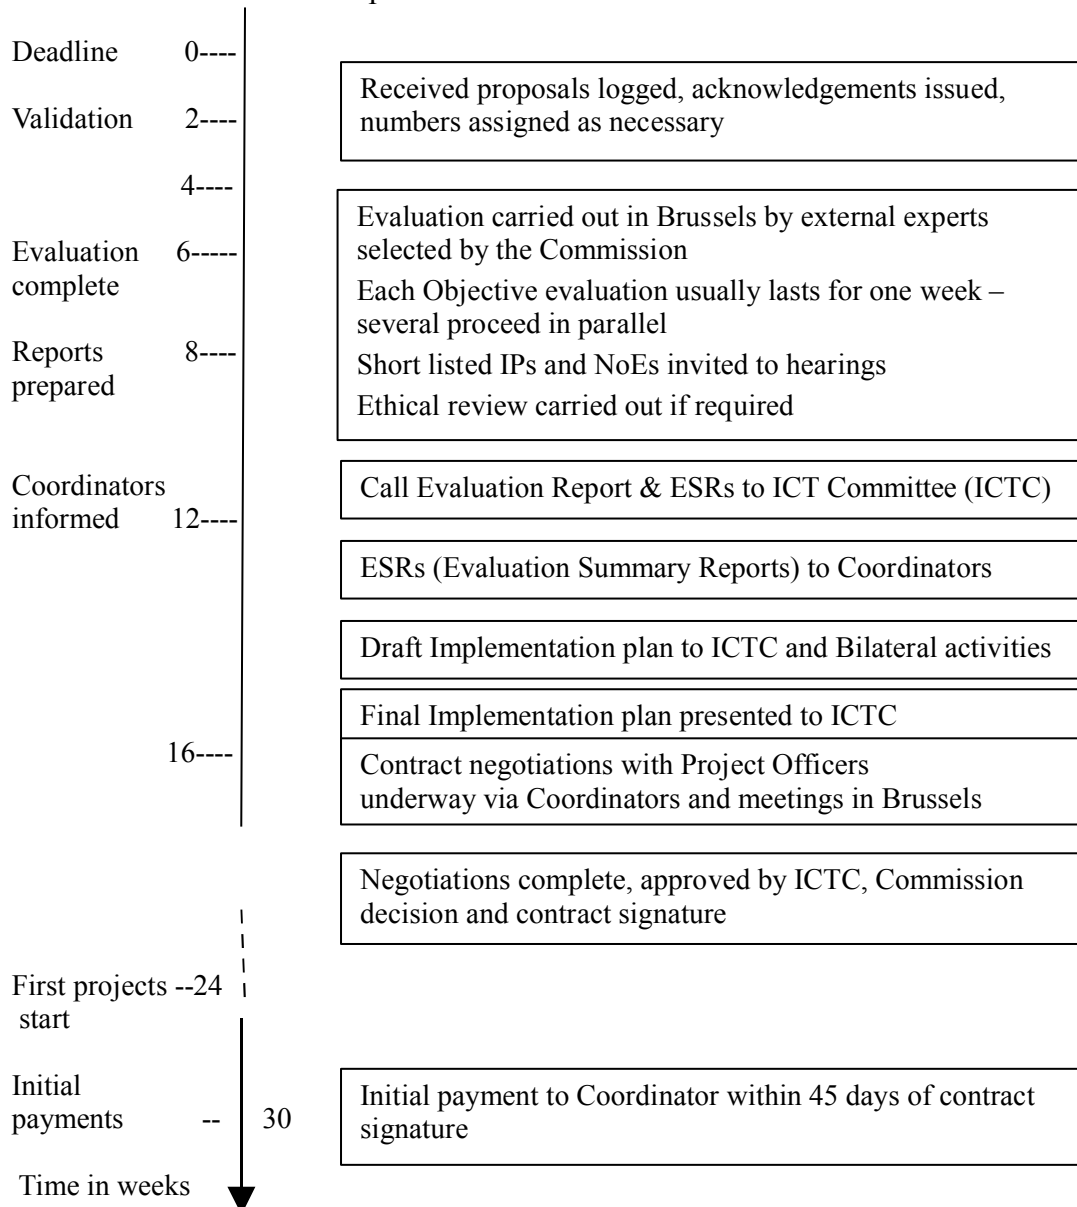 Deadline 0----
Received proposals logged, acknowledgements issued,
numbers assigned as necessary
Validation 2----
4----
Evaluation carried out in Brussels by external experts
selected by the Commission
Evaluation 6-----
complete
Each Objective evaluation usually lasts for one week –
several proceed in parallel
Reports 8----
prepared
Short listed IPs and NoEs invited to hearings
Ethical review carried out if required
Coordinators
informed 12----
Call Evaluation Report & ESRs to ICT Committee (ICTC)
ESRs (Evaluation Summary Reports) to Coordinators
Draft Implementation plan to ICTC and Bilateral activities
Final Implementation plan presented to ICTC
16----
Contract negotiations with Project Officers
underway via Coordinators and meetings in Brussels
Negotiations complete, approved by ICTC, Commission
decision and contract signature
First projects --24
start
Initial
payments -- 30
Initial payment to Coordinator within 45 days of contract
signature
Time in weeks